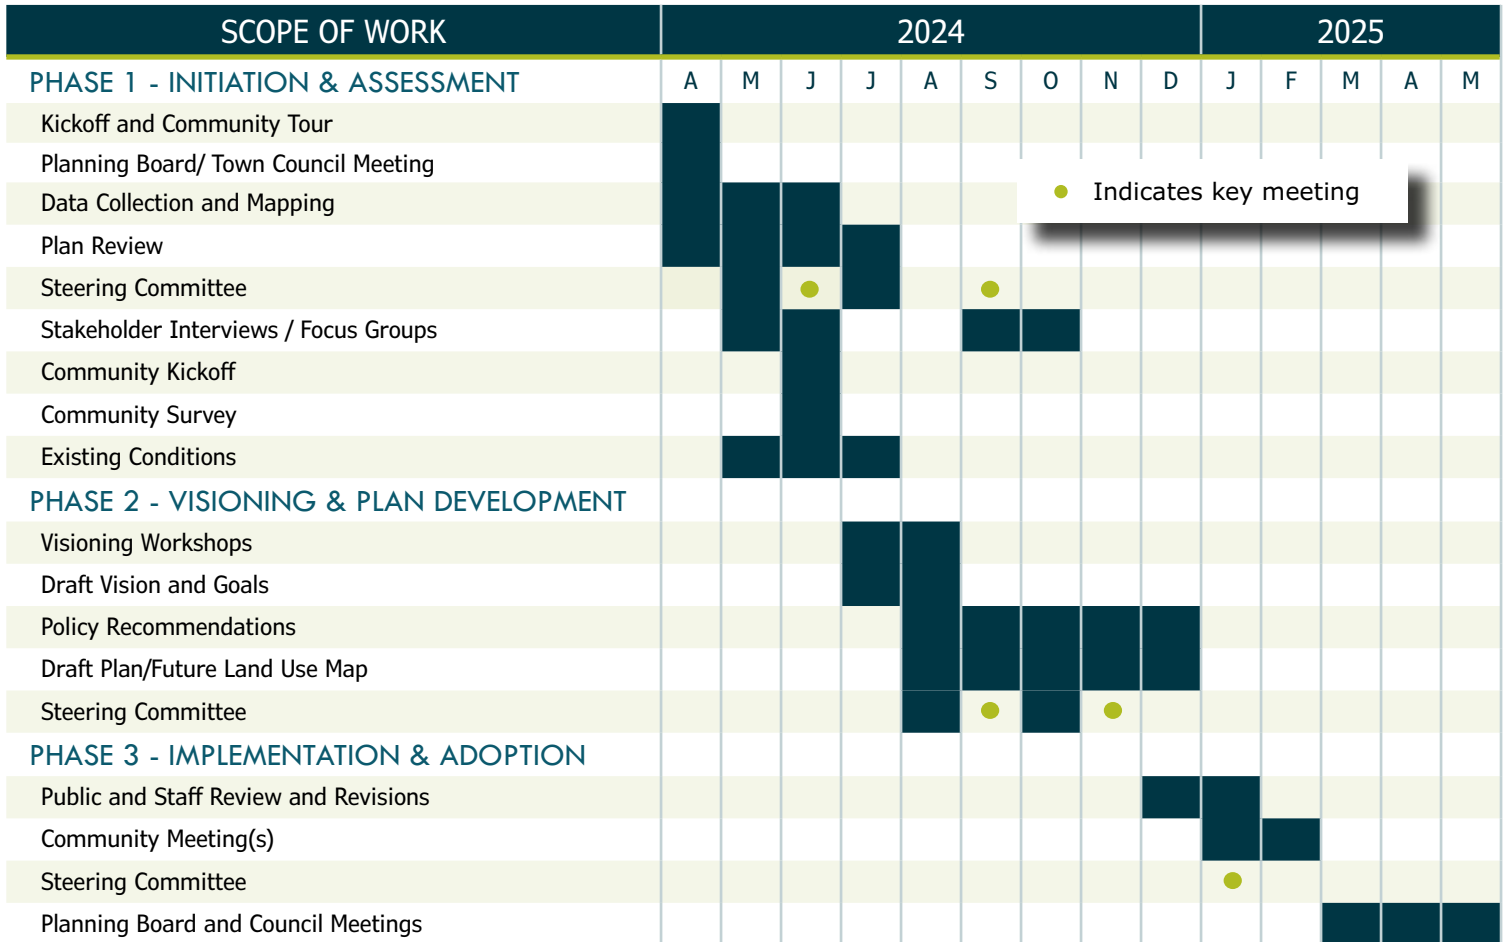 SCOPE OF WORK 2024 2025
PHASE 1 - INITIATION & ASSESSMENT A M J J A S O N D J F M A M
Kickoff and Community Tour
Planning Board/ Town Council Meeting
Indicates key meeting
Data Collection and Mapping
Plan Review
Steering Committee
Stakeholder Interviews / Focus Groups
Community Kickoff
Community Survey
Existing Conditions
PHASE 2 - VISIONING & PLAN DEVELOPMENT
Visioning Workshops
Draft Vision and Goals
Policy Recommendations
Draft Plan/Future Land Use Map
Steering Committee
PHASE 3 - IMPLEMENTATION & ADOPTION
Public and Staff Review and Revisions
Community Meeting(s)
Steering Committee
Planning Board and Council Meetings